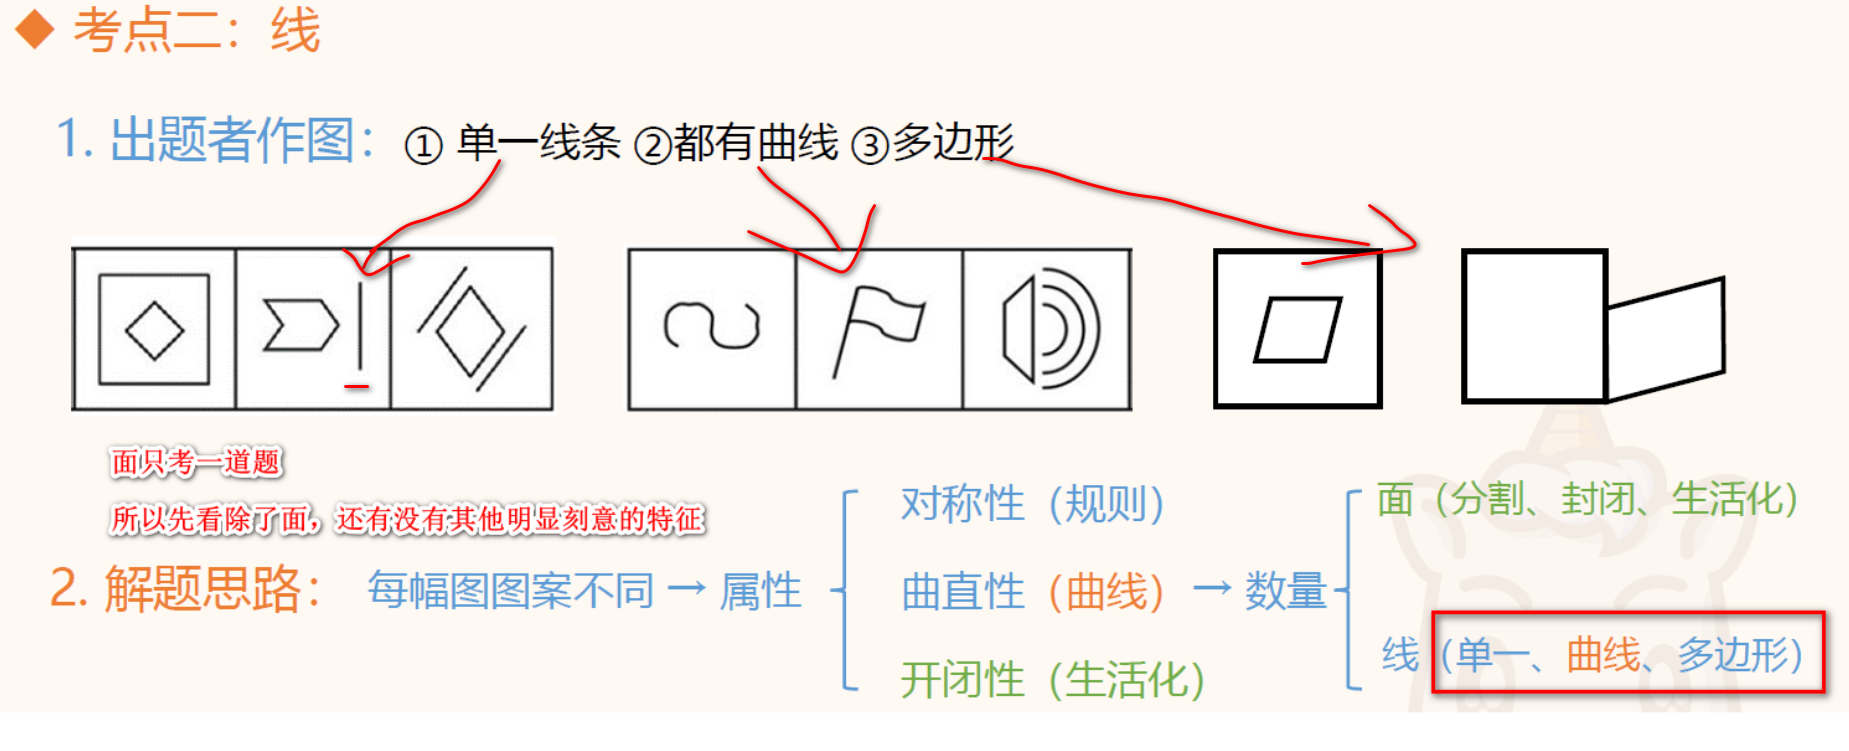 ◆ 考点二：线
1. 出题者作图：① 单一线条 ②都有曲线 ③多边形
面只考一道题
所以先看除了面，还有没有其他明显刻意的特征
2. 解题思路： 每幅图图案不同 → 属性
对称性（规则）
曲直性（曲线）
开闭性（生活化）
→ 数量
面（分割、封闭、生活化）
线（单一、曲线、多边形）